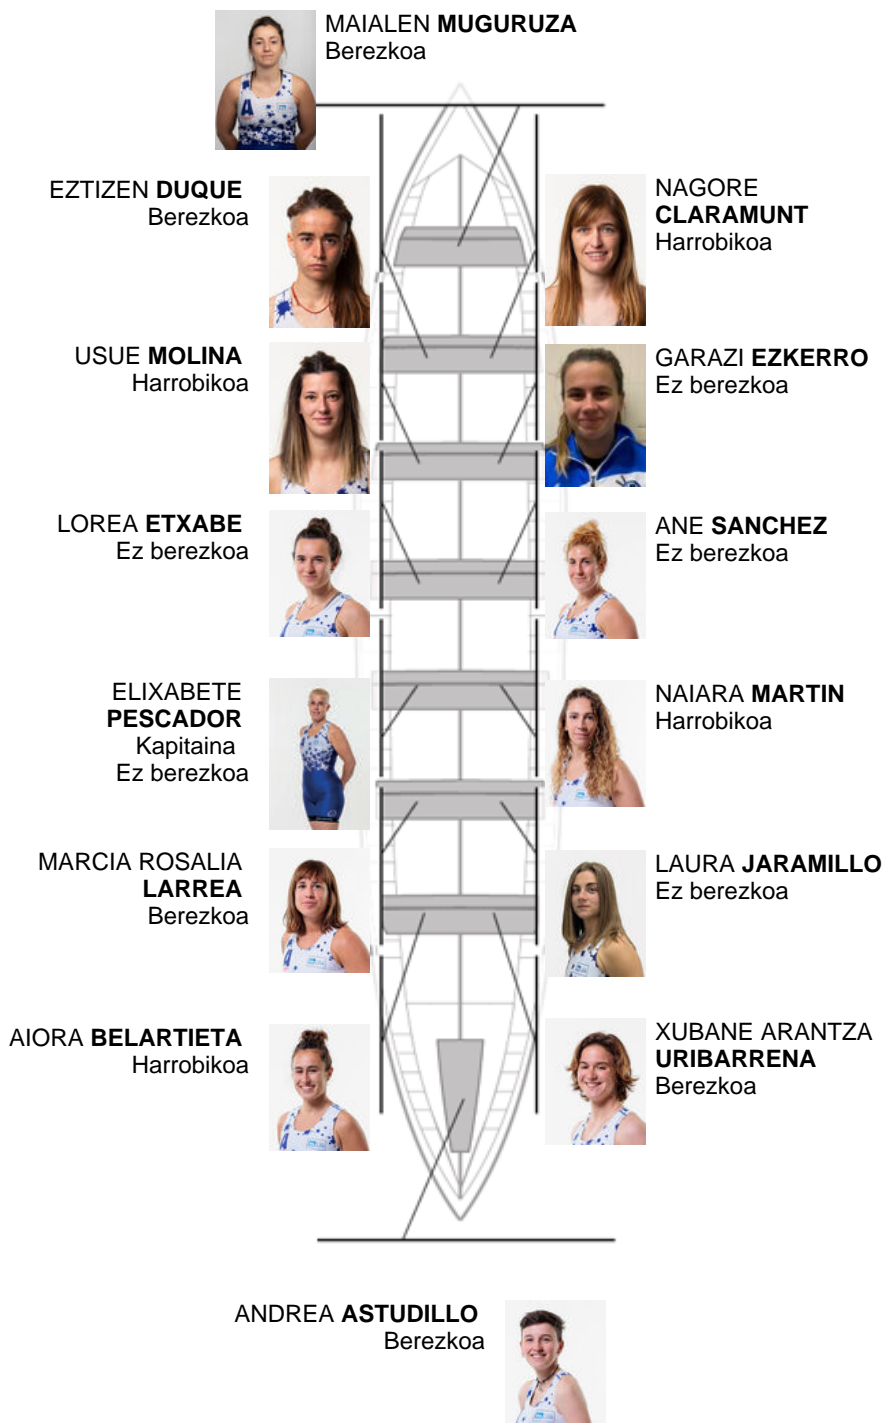 MAIALEN MUGURUZA
Berezkoa
EZTIZEN DUQUE
Berezkoa
NAGORE
CLARAMUNT
Harrobikoa
USUE MOLINA
Harrobikoa
GARAZI EZKERRO
Ez berezkoa
LOREA ETXABE
Ez berezkoa
ANE SANCHEZ
Ez berezkoa
ELIXABETE
PESCADOR
Kapitaina
Ez berezkoa
NAIARA MARTIN
Harrobikoa
MARCIA ROSALIA
LARREA
Berezkoa
LAURA JARAMILLO
Ez berezkoa
AIORA BELARTIETA
Harrobikoa
XUBANE ARANTZA
URIBARRENA
Berezkoa
ANDREA ASTUDILLO
Berezkoa